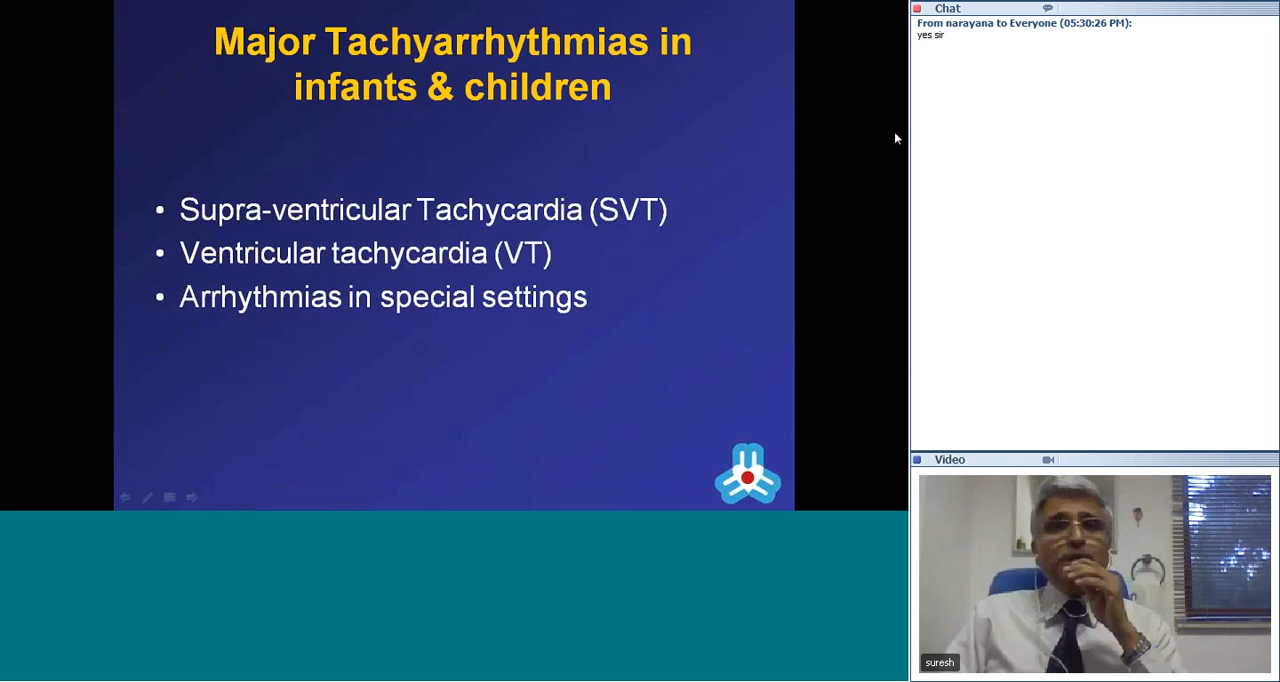 Major Tachyarrhythmias in
infants & children
• Supra-ventricular Tachycardia (SVT)
• Ventricular tachycardia (VT)
• Arrhythmias in special settings
Chat
From narayana to Everyone (05:30:26 PM):
yes sir
Video
suresh